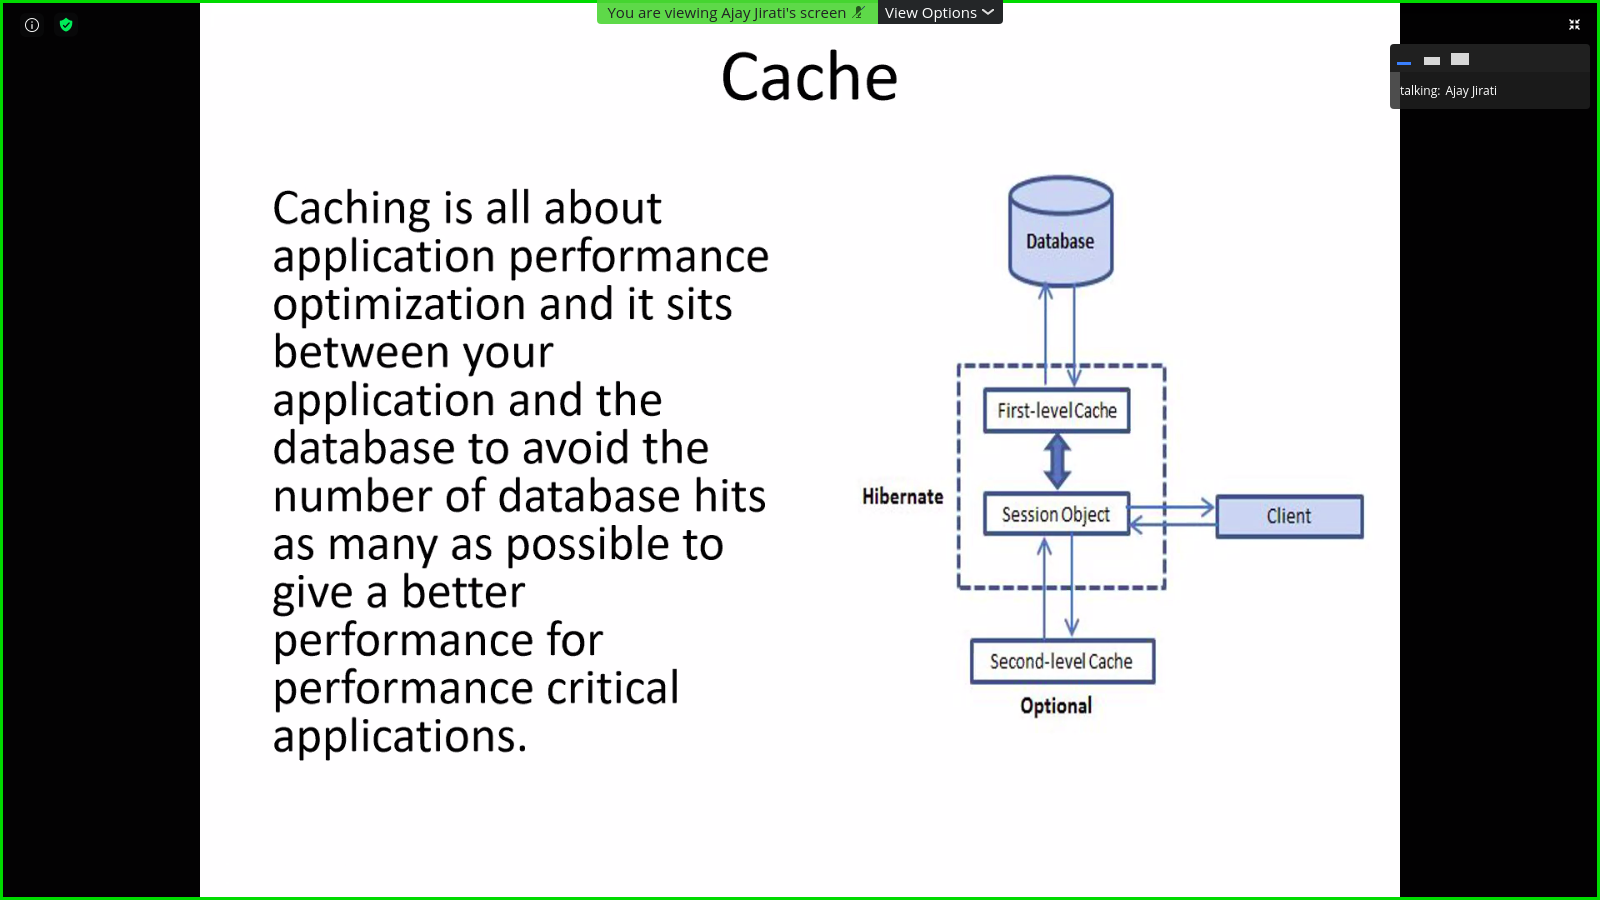 You are viewing Ajay Jirati's screen
View Options
talking: Ajay Jirati
Cache
Caching is all about
application performance
optimization and it sits
between your
application and the
database to avoid the
number of database hits
as many as possible to
give a better
performance for
performance critical
applications.
Database
First-level Cache
Hibernate
Session Object
Client
Second-level Cache
Optional